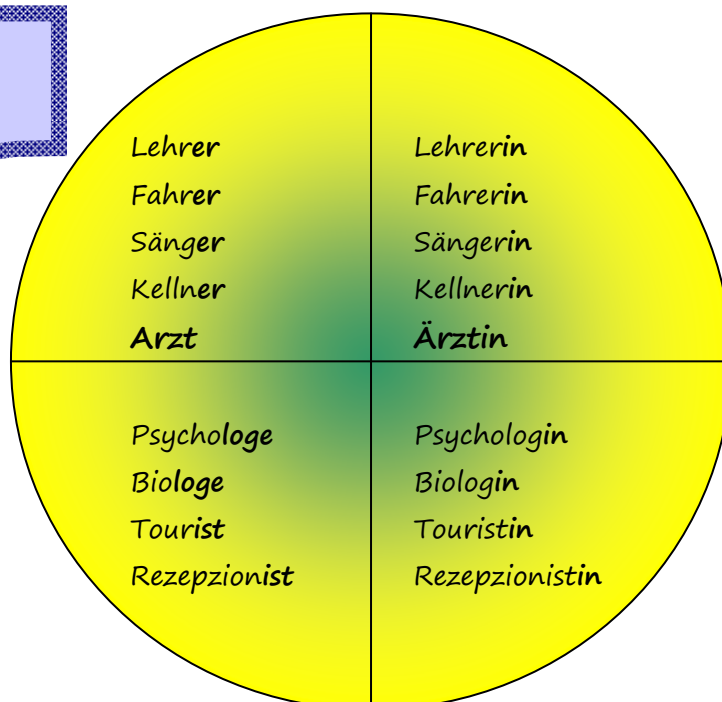 Lehrer
Fahrer
Sänger
Kellner
Arzt
Lehrerin
Fahrerin
Sängerin
Kellnerin
Ärztin
Psychologe
Biologe
Tourist
Rezepzionist
Psychologin
Biologin
Touristin
Rezepzionistin